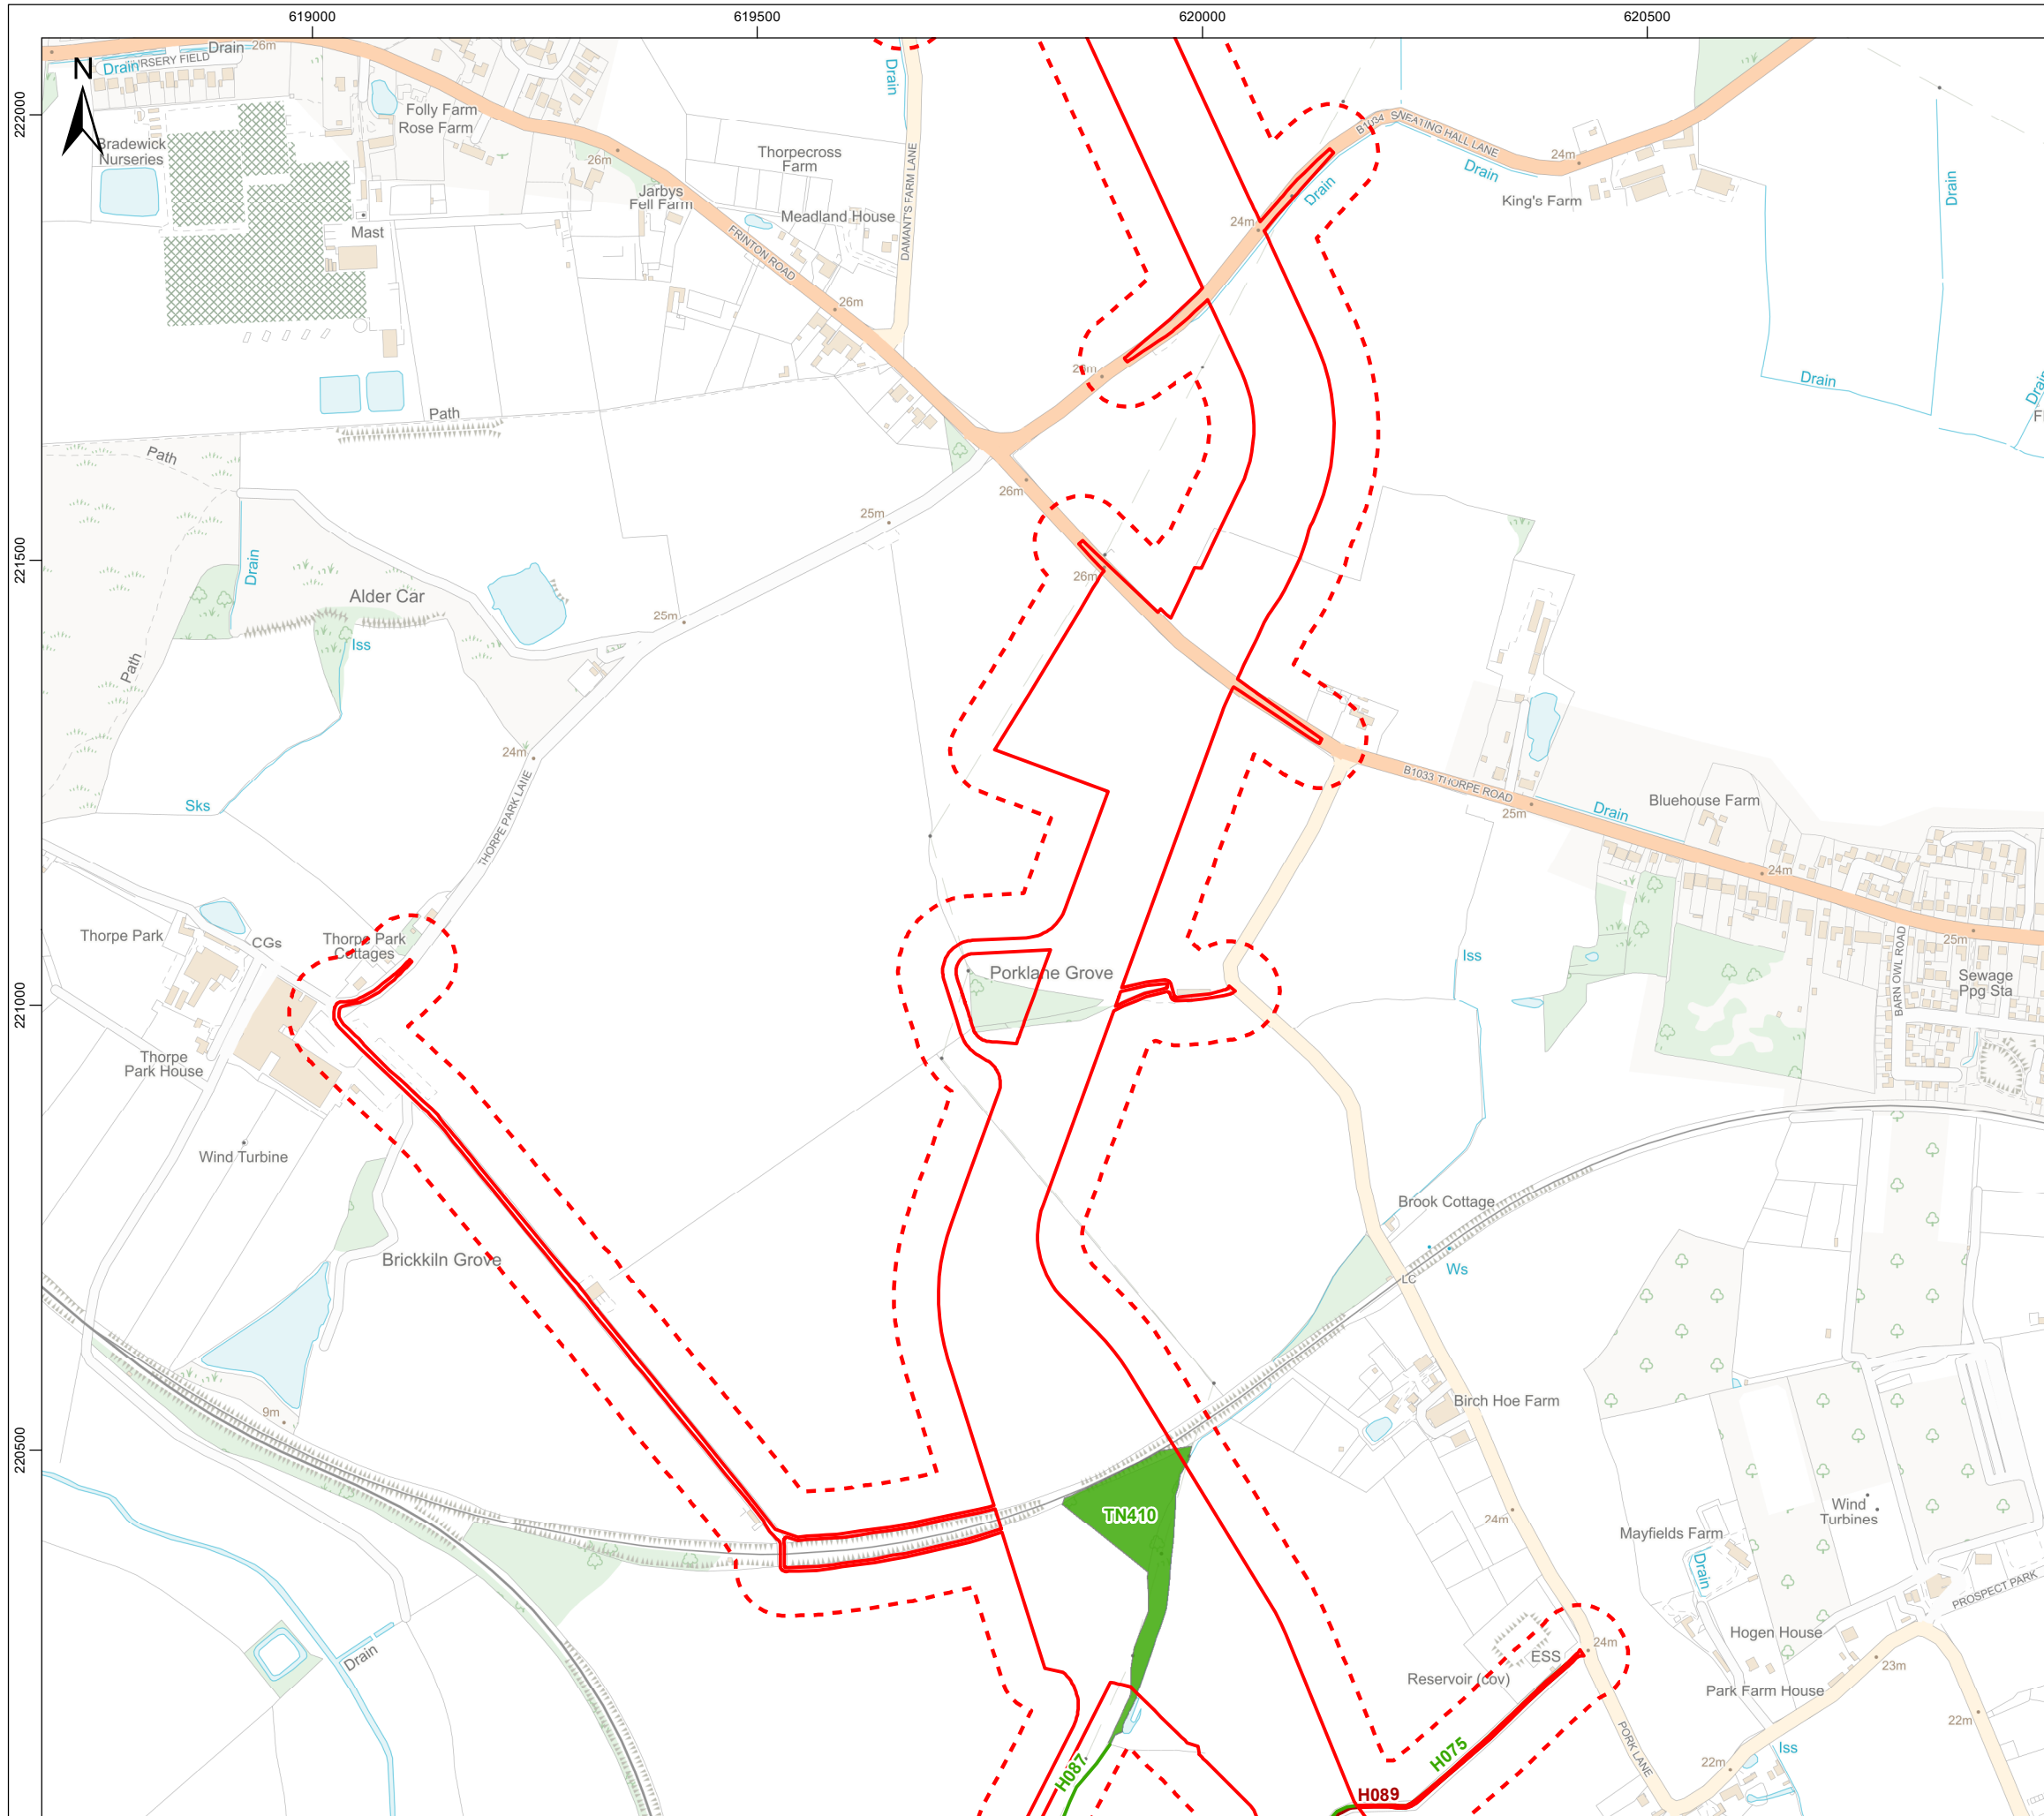 619000
619500
620000
620500
222000
221500
221000
220500
N
Drain
26m
Drain
Drain
Folly Farm
Rose Farm
Bradewick
Nurseries
Mast
26m
Jarbys
Fell Farm
Thorpecross
Farm
Meadland House
DAMANT'S FARM LANE
FRINTON ROAD
26m
B1034 SNEATING HALL LANE
24m
Drain
Drain
24m
King's Farm
Drain
Drain
Drain
Path
Path
Path
Drain
Alder Car
Iss
Sks
25m
25m
26m
26m
24m
THORPE PARK LANE
B1033 THORPE ROAD
25m
Drain
Bluehouse Farm
24m
25m
BARN OWL ROAD
Sewage
Ppg Sta
Iss
Thorpe Park
CGs
Thorpe Park
Cottages
Porklane Grove
Thorpe
Park House
Wind Turbine
Brickkiln Grove
Brook Cottage
Ws
LC
9m
Birch Hoe Farm
24m
TN410
Wind
Turbines
Mayfields Farm
Drain
PROSPECT PARK
Hogen House
23m
24m
ESS
Reservoir (cov)
Park Farm House
22m
Drain
PORK LANE
22m
Iss
H087
H075
H089